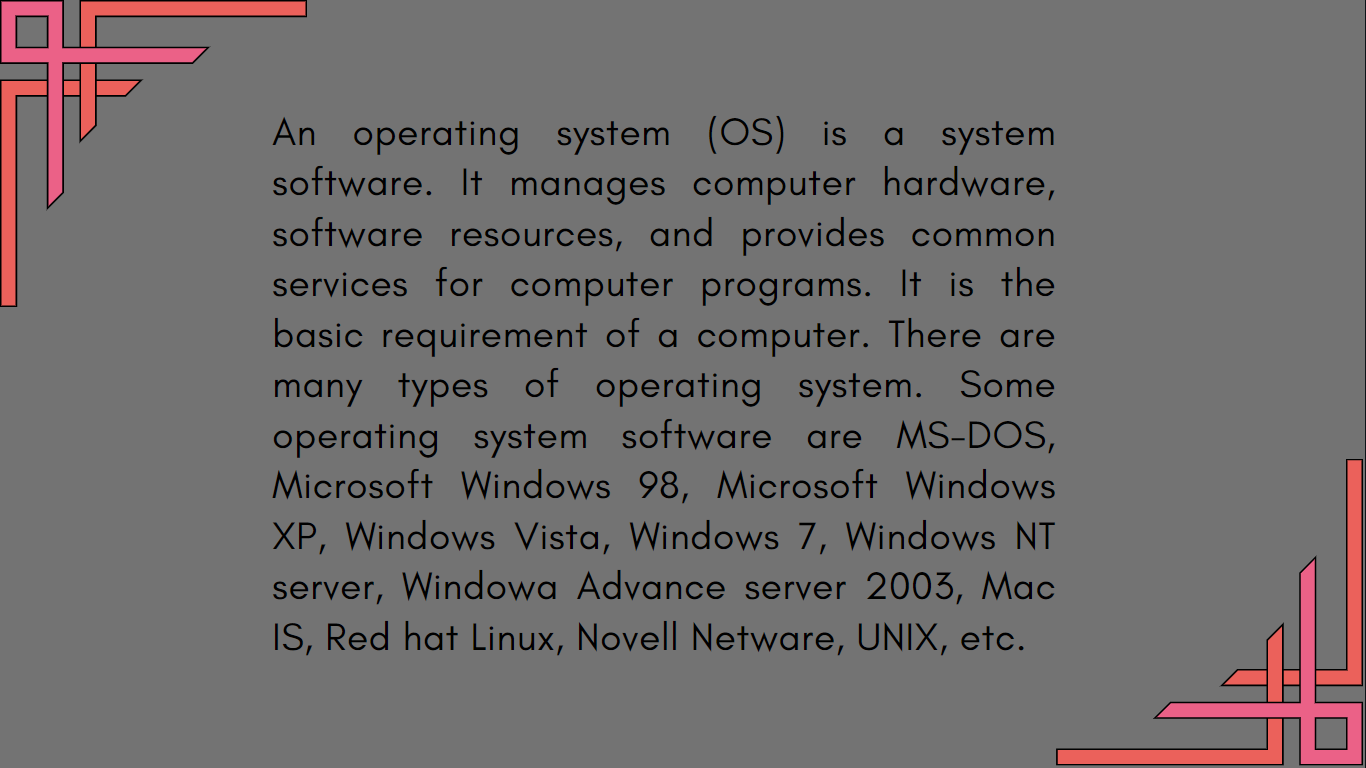 An operating system (OS) is a system
software. It manages computer hardware,
software resources, and provides common
services for computer programs. It is the
basic requirement of a computer. There are
many types of operating system. Some
operating system software are MS-DOS,
Microsoft Windows 98, Microsoft Windows
XP, Windows Vista, Windows 7, Windows NT
server, Windowa Advance server 2003, Mac
IS, Red hat Linux, Novell Netware, UNIX, etc.